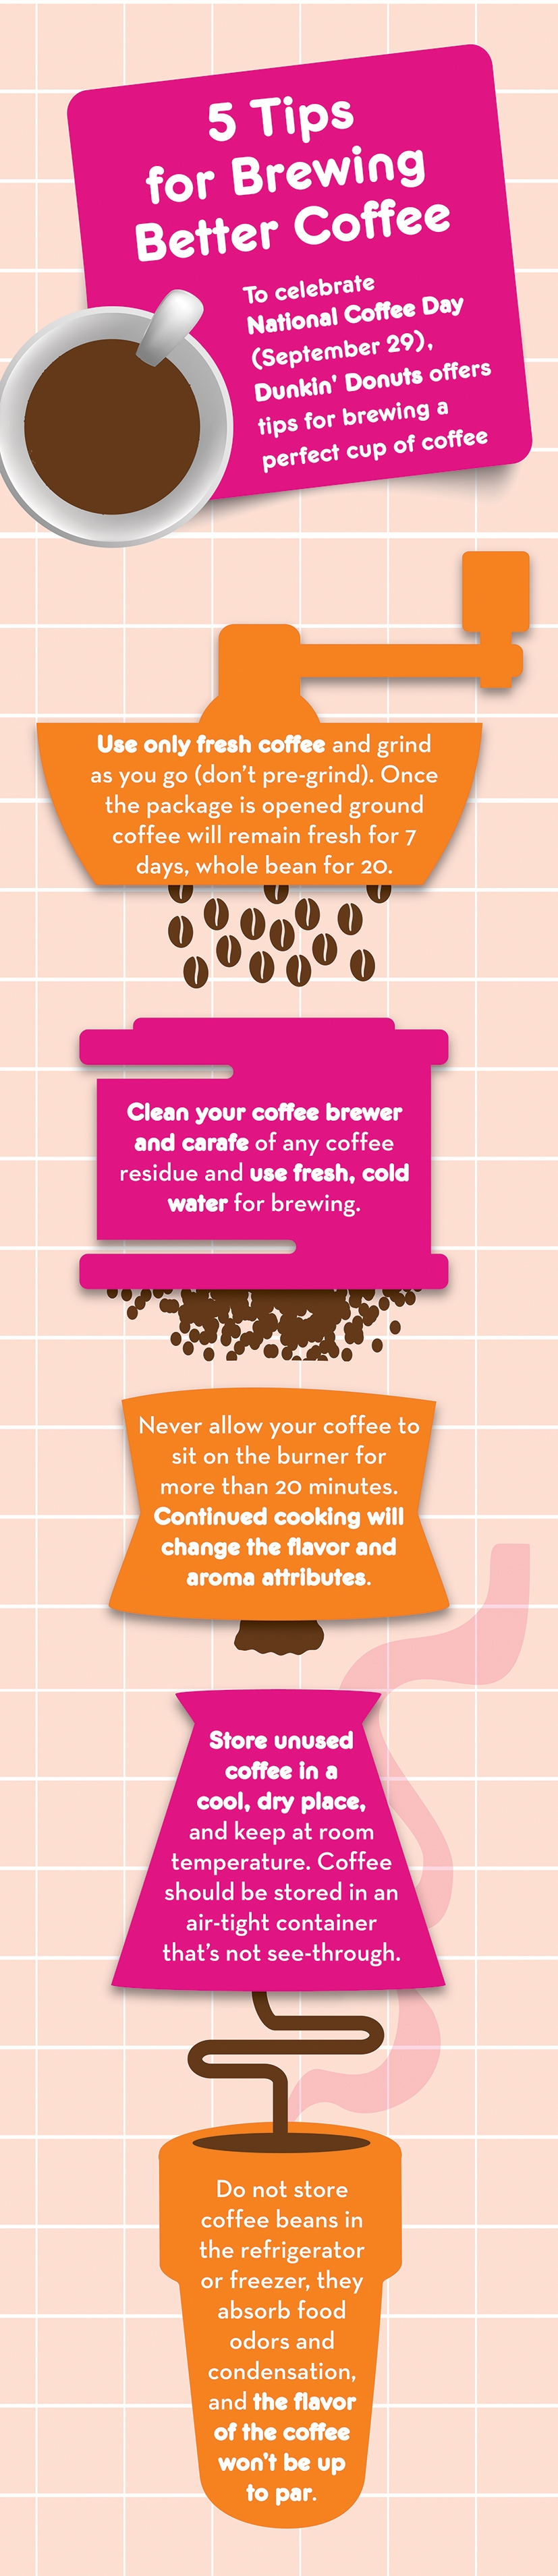 5 Tips
for Brewing
Better Coffee
To celebrate
National Coffee Day
(September 29),
Dunkin' Donuts offers
tips for brewing a
perfect cup of coffee
Use only fresh coffee and grind
as you go (don't pre-grind). Once
the package is opened ground
coffee will remain fresh for 7
days, whole bean for 20.
Clean your coffee brewer
and carafe of any coffee
residue and use fresh, cold
water for brewing.
Never allow your coffee to
sit on the burner for
more than 20 minutes.
Continued cooking will
change the flavor and
aroma attributes.
Store unused
coffee in a
cool, dry place,
and keep at room
temperature. Coffee
should be stored in an
air-tight container
that's not see-through.
Do not store
coffee beans in
the refrigerator
or freezer, they
absorb food
odors and
condensation,
and the flavor
of the coffee
won't be up
to par.